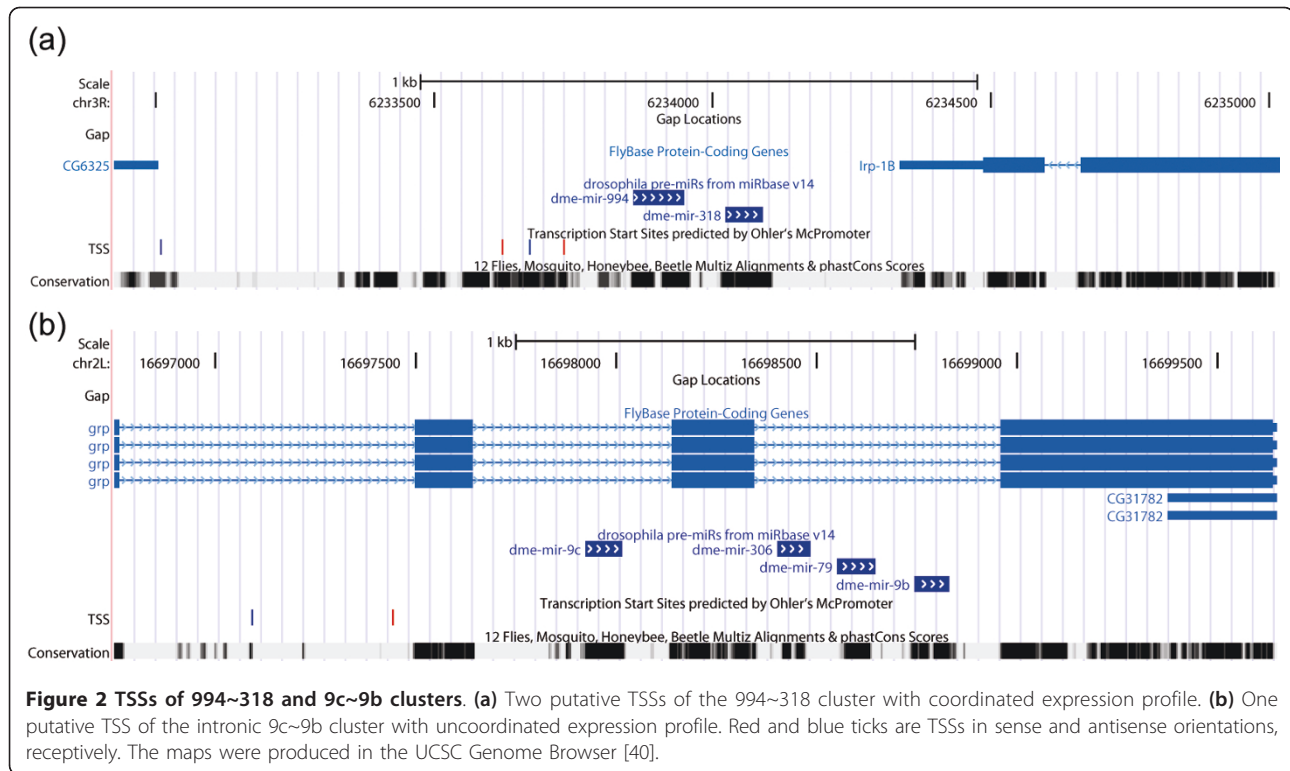 (a)
Scale 1 kb
chr3R: 6233500 6234000 6234500 6235000
Gap Locations
Gap
FlyBase Protein-Coding Genes
CG6325 Irp-1B
drosophila pre-miRs from miRbase v14
dme-mir-994
dme-mir-318
Transcription Start Sites predicted by Ohler's McPromoter
TSS
12 Flies, Mosquito, Honeybee, Beetle Multiz Alignments & phastCons Scores
Conservation
(b)
Scale 1 kb
chr2L: 16697000 16697500 16698000 16698500 16699000 16699500
Gap Locations
Gap
FlyBase Protein-Coding Genes
grp
grp
grp
grp
CG31782
CG31782
drosophila pre-miRs from miRbase v14
dme-mir-9c dme-mir-306
dme-mir-79
dme-mir-9b
Transcription Start Sites predicted by Ohler's McPromoter
TSS
12 Flies, Mosquito, Honeybee, Beetle Multiz Alignments & phastCons Scores
Conservation
Figure 2 TSSs of 994~318 and 9c~9b clusters. (a) Two putative TSSs of the 994~318 cluster with coordinated expression profile. (b) One
putative TSS of the intronic 9c~9b cluster with uncoordinated expression profile. Red and blue ticks are TSSs in sense and antisense orientations,
receptively. The maps were produced in the UCSC Genome Browser [40].